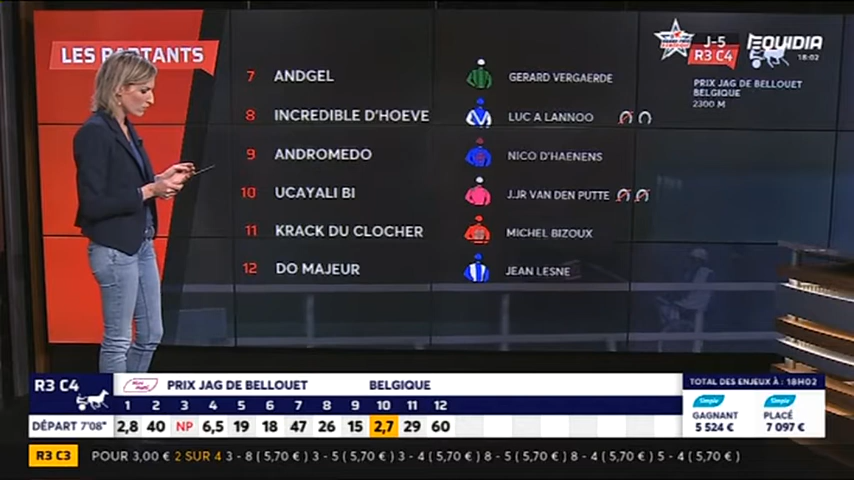 LES PARTANTS
7 ANDGEL GERARD VERGAERDE
8 INCREDIBLE D'HOEVE LUC A LANNOO
9 ANDROMEDO NICO D'HAENENS
10 UCAYALI BI J.JR VAN DEN PUTTE
11 KRACK DU CLOCHER MICHEL BIZOUX
12 DO MAJEUR JEAN LESNE
J-5
R3 C4
EQUIDIA
18:02
PRIX JAG DE BELLOUET
BELGIQUE
2300 M
R3 C4 PRIX JAG DE BELLOUET BELGIQUE
1 2 3 4 5 6 7 8 9 10 11 12
DÉPART 7'08" 2,8 40 NP 6,5 19 18 47 26 15 2,7 29 60
TOTAL DES ENJEUX À : 18H02
Simple Simple
GAGNANT PLACÉ
5 524 € 7 097 €
R3 C3 POUR 3,00 € 2 SUR 4 3 - 8 ( 5,70 € ) 3 - 5 ( 5,70 € ) 3 - 4 ( 5,70 € ) 8 - 5 ( 5,70 € ) 8 - 4 ( 5,70 € ) 5 - 4 ( 5,70 € )